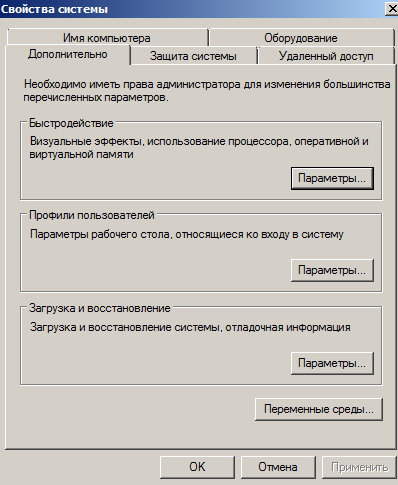 Свойства системы
Имя компьютера
Оборудование
Дополнительно
Защита системы
Удаленный доступ
Необходимо иметь права администратора для изменения большинства
перечисленных параметров.
Быстродействие
Визуальные эффекты, использование процессора, оперативной и
виртуальной памяти
Параметры...
Профили пользователей
Параметры рабочего стола, относящиеся ко входу в систему
Параметры...
Загрузка и восстановление
Загрузка и восстановление системы, отладочная информация
Параметры...
Переменные среды...
OK
Отмена
Применить